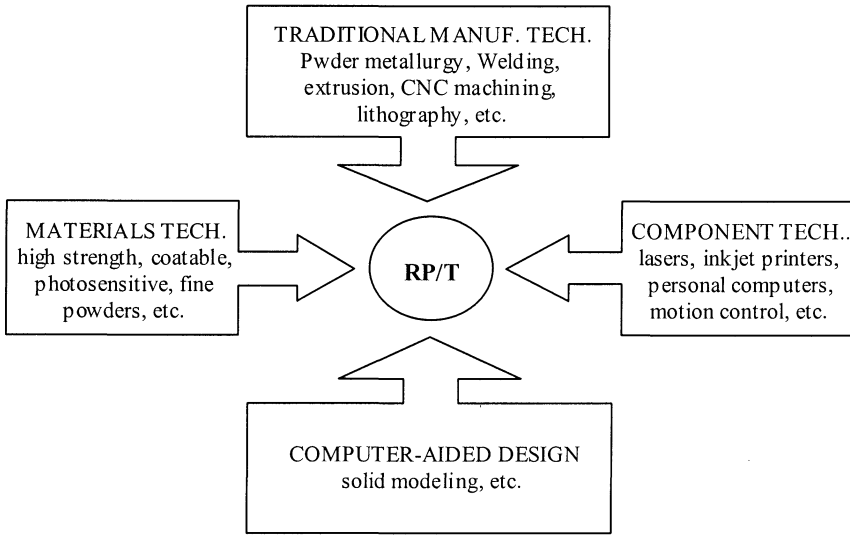 TRADITIONAL MANUF. TECH.
Pwder metallurgy, Welding,
extrusion, CNC machining,
lithography, etc.
MATERIALS TECH.
high strength, coatable,
photosensitive, fine
powders, etc.
RP/T
COMPONENT TECH..
lasers, inkjet printers,
personal computers,
motion control, etc.
COMPUTER-AIDED DESIGN
solid modeling, etc.